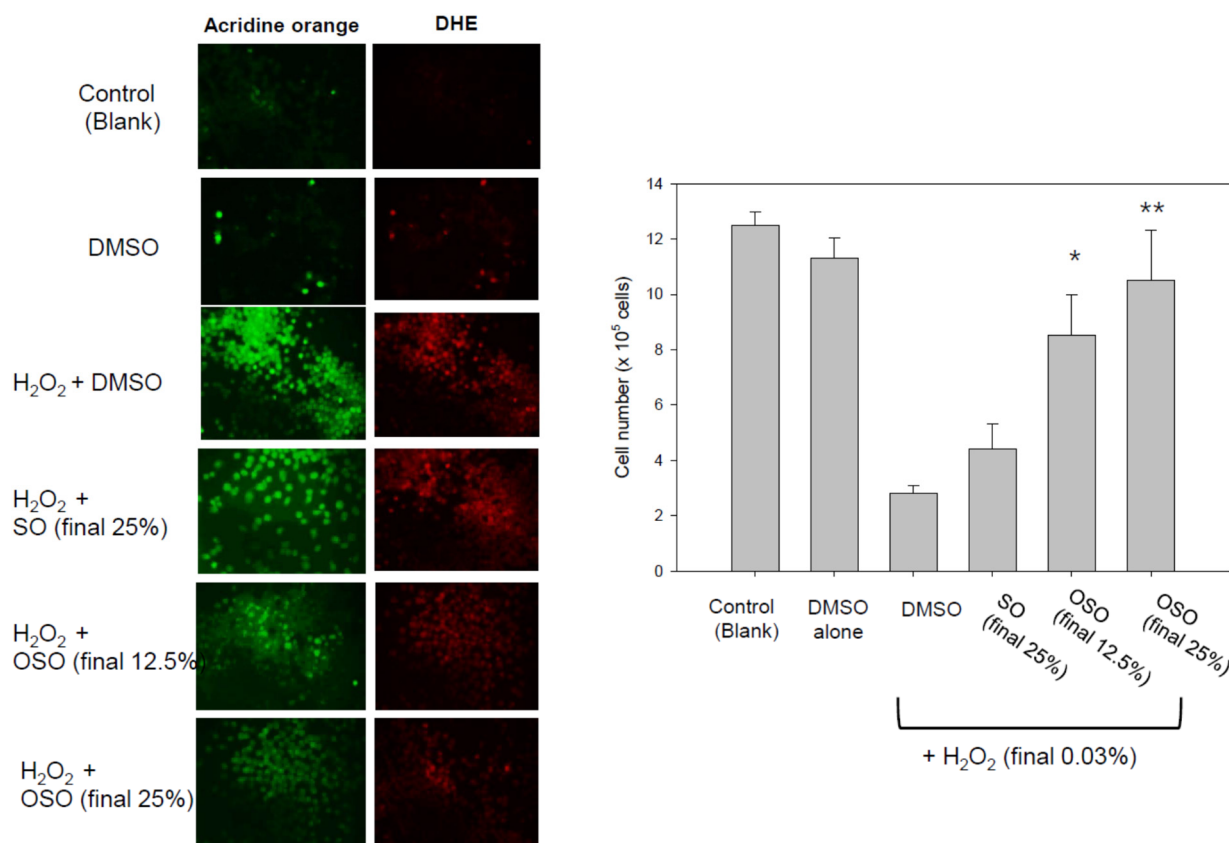 Acridine orange
DHE
Control
(Blank)
DMSO
H₂O₂ + DMSO
H₂O₂ +
SO (final 25%)
H₂O₂ +
OSO (final 12.5%)
H₂O₂ +
OSO (final 25%)
Cell number (x 10⁵ cells)
14
12
10
8
6
4
2
0
*
**
Control
(Blank)
DMSO
alone
DMSO
SO
(final 25%)
OSO
(final 12.5%)
OSO
(final 25%)
+ H₂O₂ (final 0.03%)